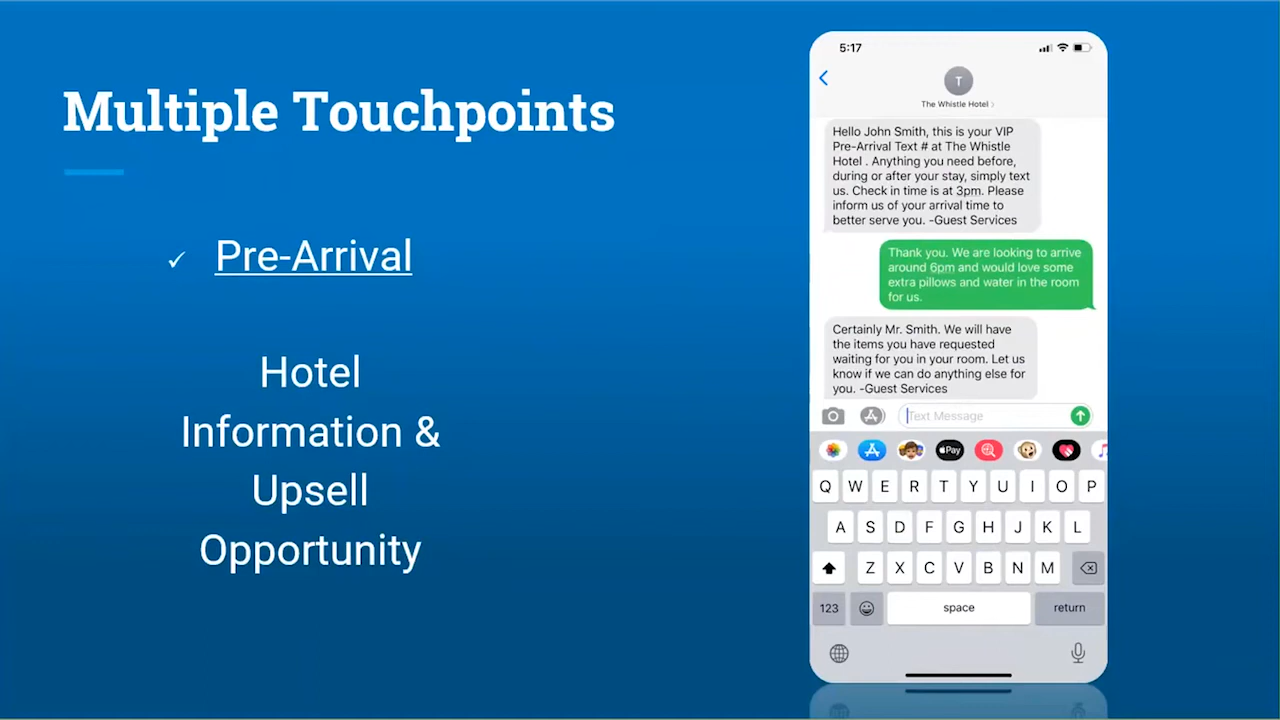 Multiple Touchpoints
✓ Pre-Arrival
Hotel
Information &
Upsell
Opportunity
5:17
T
The Whistle Hotel
Hello John Smith, this is your VIP
Pre-Arrival Text # at The Whistle
Hotel . Anything you need before,
during or after your stay, simply text
us. Check in time is at 3pm. Please
inform us of your arrival time to
better serve you. -Guest Services
Thank you. We are looking to arrive
around 6pm and would love some
extra pillows and water in the room
for us.
Certainly Mr. Smith. We will have
the items you have requested
waiting for you in your room. Let us
know if we can do anything else for
you. -Guest Services
Text Message
Pay
Q W E R T Y U I O P
A S D F G H J K L
Z X C V B N M
123 space return